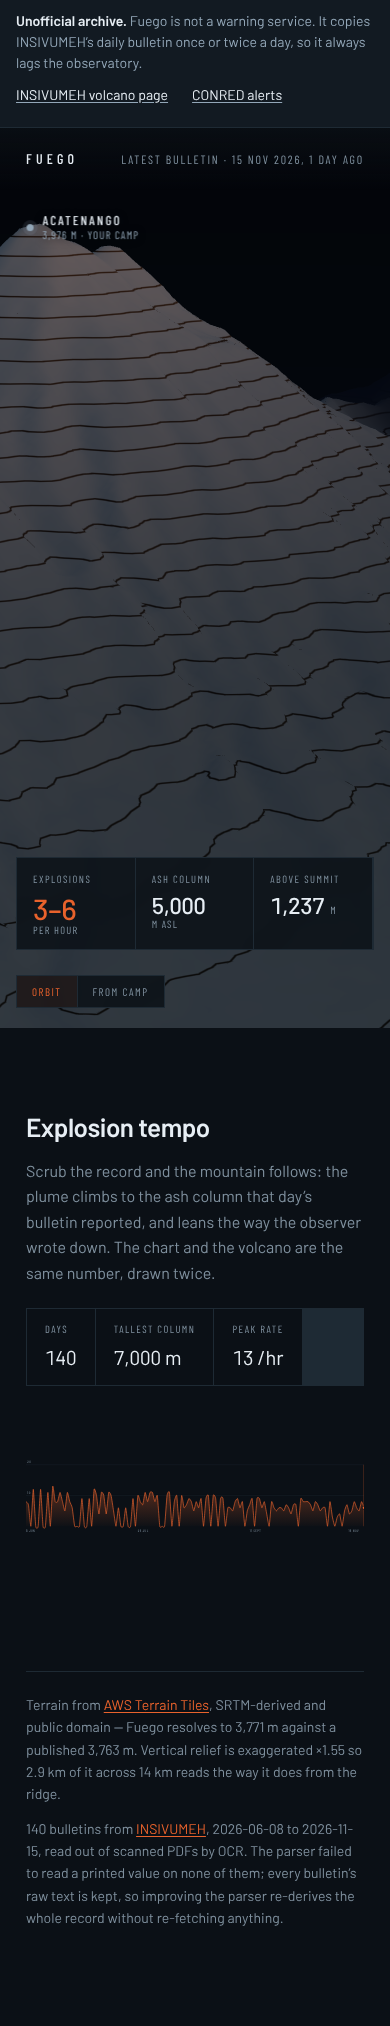 Unofficial archive. Fuego is not a warning service. It copies
INSIVUMEH's daily bulletin once or twice a day, so it always
lags the observatory.
INSIVUMEH volcano page CONRED alerts
FUEGO LATEST BULLETIN · 15 NOV 2026, 1 DAY AGO
ACATENANGO
3,976 M · YOUR CAMP
EXPLOSIONS ASH COLUMN ABOVE SUMMIT
3–6 5,000 1,237 M
PER HOUR M ASL
ORBIT FROM CAMP
Explosion tempo
Scrub the record and the mountain follows: the
plume climbs to the ash column that day's
bulletin reported, and leans the way the observer
wrote down. The chart and the volcano are the
same number, drawn twice.
DAYS TALLEST COLUMN PEAK RATE
140 7,000 m 13 /hr
Terrain from AWS Terrain Tiles, SRTM-derived and
public domain — Fuego resolves to 3,771 m against a
published 3,763 m. Vertical relief is exaggerated ×1.55 so
2.9 km of it across 14 km reads the way it does from the
ridge.
140 bulletins from INSIVUMEH, 2026-06-08 to 2026-11-
15, read out of scanned PDFs by OCR. The parser failed
to read a printed value on none of them; every bulletin's
raw text is kept, so improving the parser re-derives the
whole record without re-fetching anything.